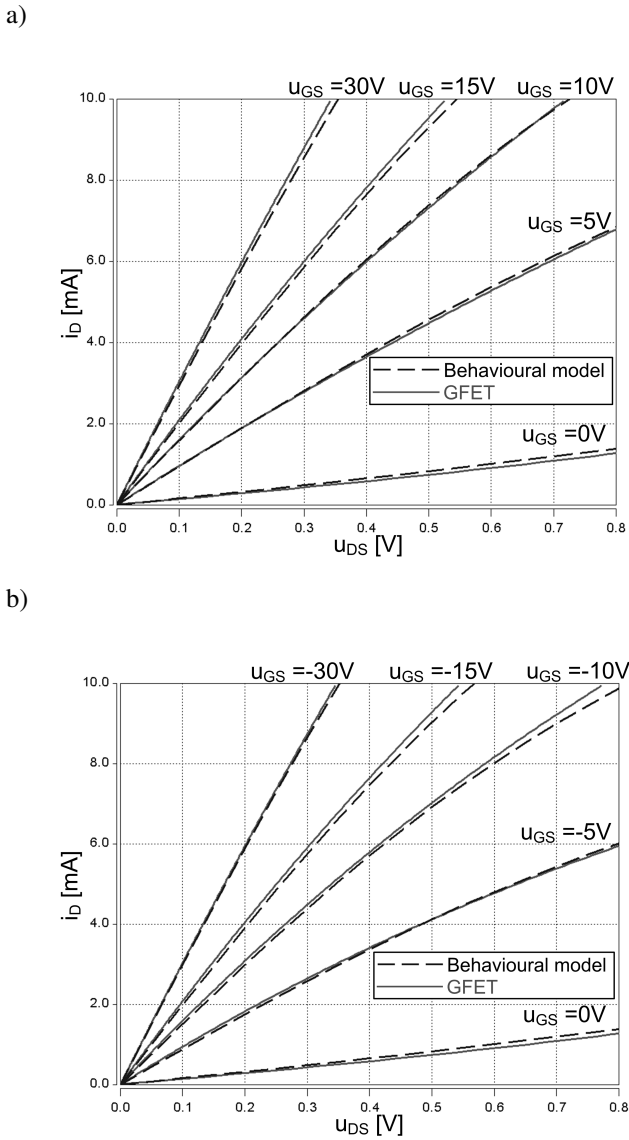 a)
uGS =30V uGS =15V uGS =10V
10.0
8.0
uGS =5V
6.0
iD [mA]
4.0
Behavioural model
GFET
2.0
uGS =0V
0.0
0.0 0.1 0.2 0.3 0.4 0.5 0.6 0.7 0.8
uDS [V]
b)
uGS =-30V uGS =-15V uGS =-10V
10.0
8.0
uGS =-5V
6.0
iD [mA]
4.0
Behavioural model
GFET
2.0
uGS =0V
0.0
0.0 0.1 0.2 0.3 0.4 0.5 0.6 0.7 0.8
uDS [V]